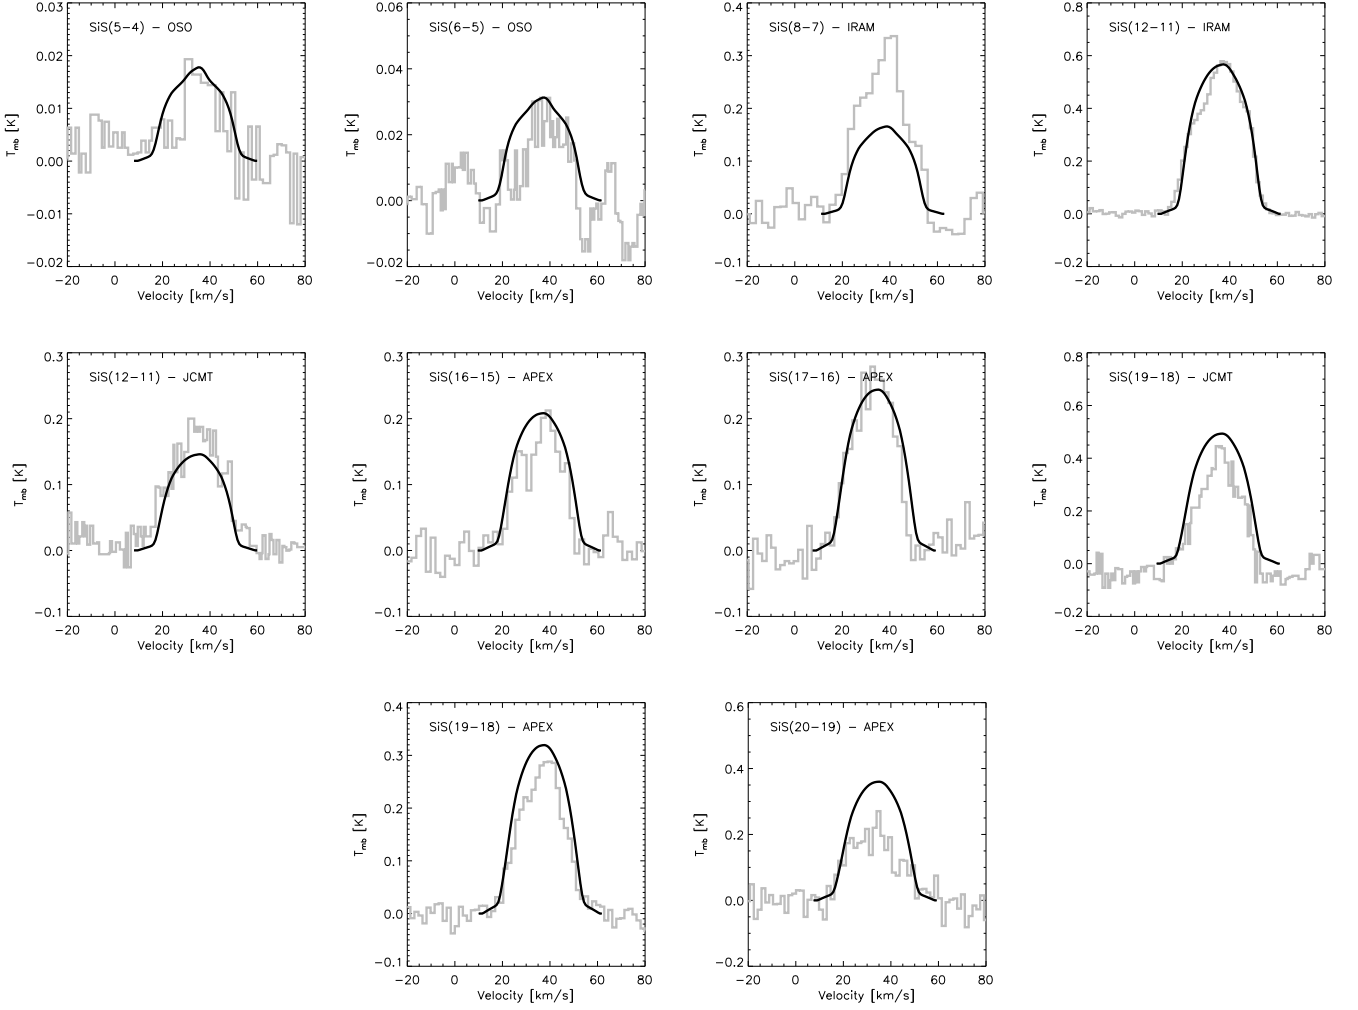 SiS(5−4) − OSO
T_mb [K]
0.03
0.02
0.01
0.00
−0.01
−0.02
−20 0 20 40 60 80
Velocity [km/s]
SiS(6−5) − OSO
T_mb [K]
0.06
0.04
0.02
0.00
−0.02
−20 0 20 40 60 80
Velocity [km/s]
SiS(8−7) − IRAM
T_mb [K]
0.4
0.3
0.2
0.1
0.0
−0.1
−20 0 20 40 60 80
Velocity [km/s]
SiS(12−11) − IRAM
T_mb [K]
0.8
0.6
0.4
0.2
0.0
−0.2
−20 0 20 40 60 80
Velocity [km/s]
SiS(12−11) − JCMT
T_mb [K]
0.3
0.2
0.1
0.0
−0.1
−20 0 20 40 60 80
Velocity [km/s]
SiS(16−15) − APEX
T_mb [K]
0.3
0.2
0.1
0.0
−0.1
−20 0 20 40 60 80
Velocity [km/s]
SiS(17−16) − APEX
T_mb [K]
0.3
0.2
0.1
0.0
−0.1
−20 0 20 40 60 80
Velocity [km/s]
SiS(19−18) − JCMT
T_mb [K]
0.8
0.6
0.4
0.2
0.0
−0.2
−20 0 20 40 60 80
Velocity [km/s]
SiS(19−18) − APEX
T_mb [K]
0.4
0.3
0.2
0.1
0.0
−0.1
−20 0 20 40 60 80
Velocity [km/s]
SiS(20−19) − APEX
T_mb [K]
0.6
0.4
0.2
0.0
−0.2
−20 0 20 40 60 80
Velocity [km/s]